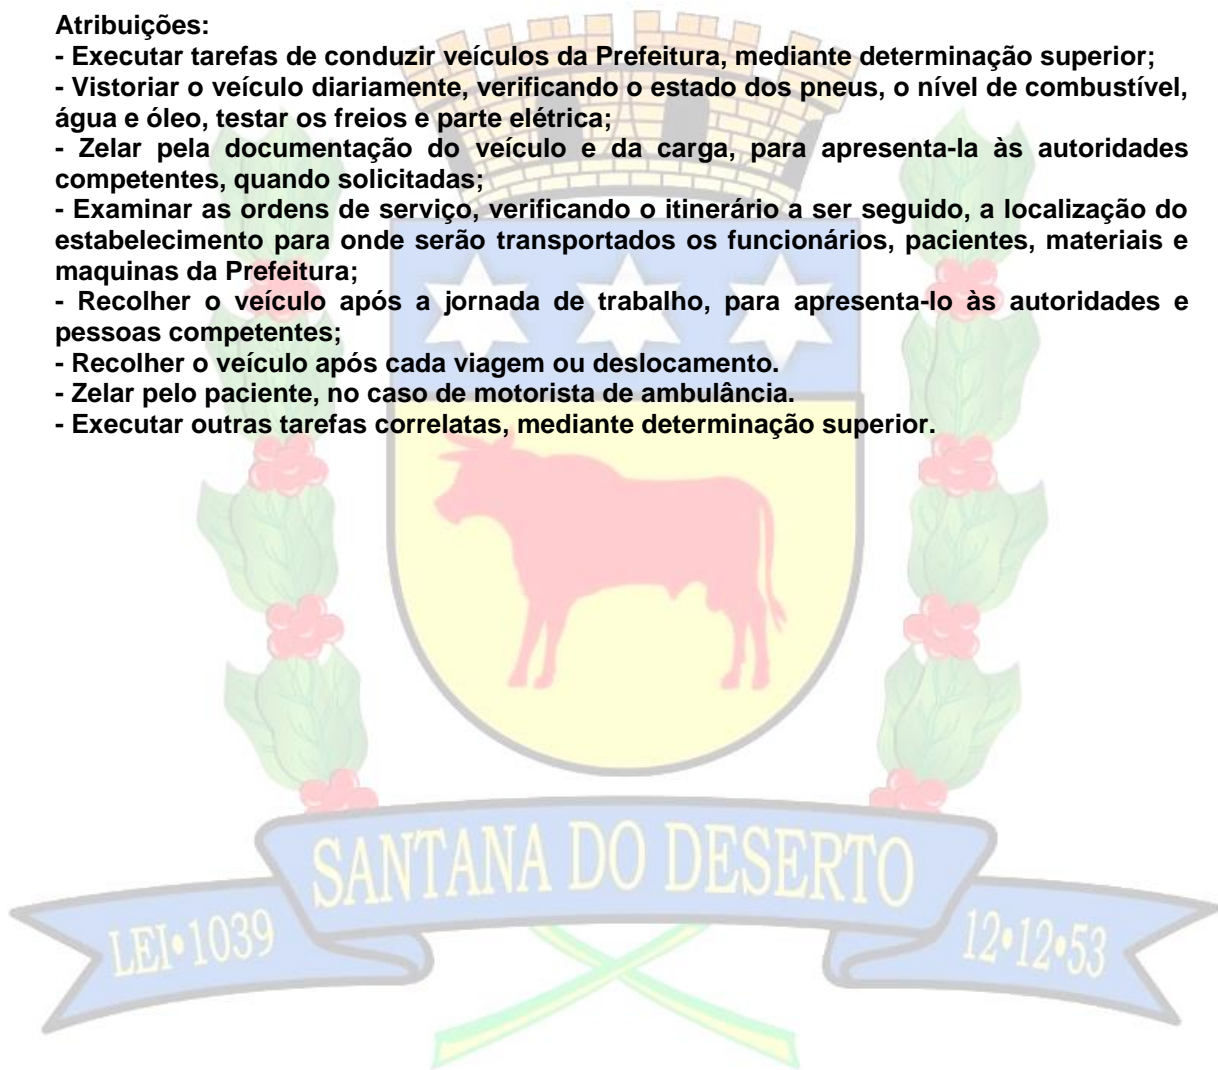 Atribuições:
- Executar tarefas de conduzir veículos da Prefeitura, mediante determinação superior;
- Vistoriar o veículo diariamente, verificando o estado dos pneus, o nível de combustível,
água e óleo, testar os freios e parte elétrica;
- Zelar pela documentação do veículo e da carga, para apresenta-la às autoridades
competentes, quando solicitadas;
- Examinar as ordens de serviço, verificando o itinerário a ser seguido, a localização do
estabelecimento para onde serão transportados os funcionários, pacientes, materiais e
maquinas da Prefeitura;
- Recolher o veículo após a jornada de trabalho, para apresenta-lo às autoridades e
pessoas competentes;
- Recolher o veículo após cada viagem ou deslocamento.
- Zelar pelo paciente, no caso de motorista de ambulância.
- Executar outras tarefas correlatas, mediante determinação superior.
SANTANA DO DESERTO
LEI•1039
12•12•53